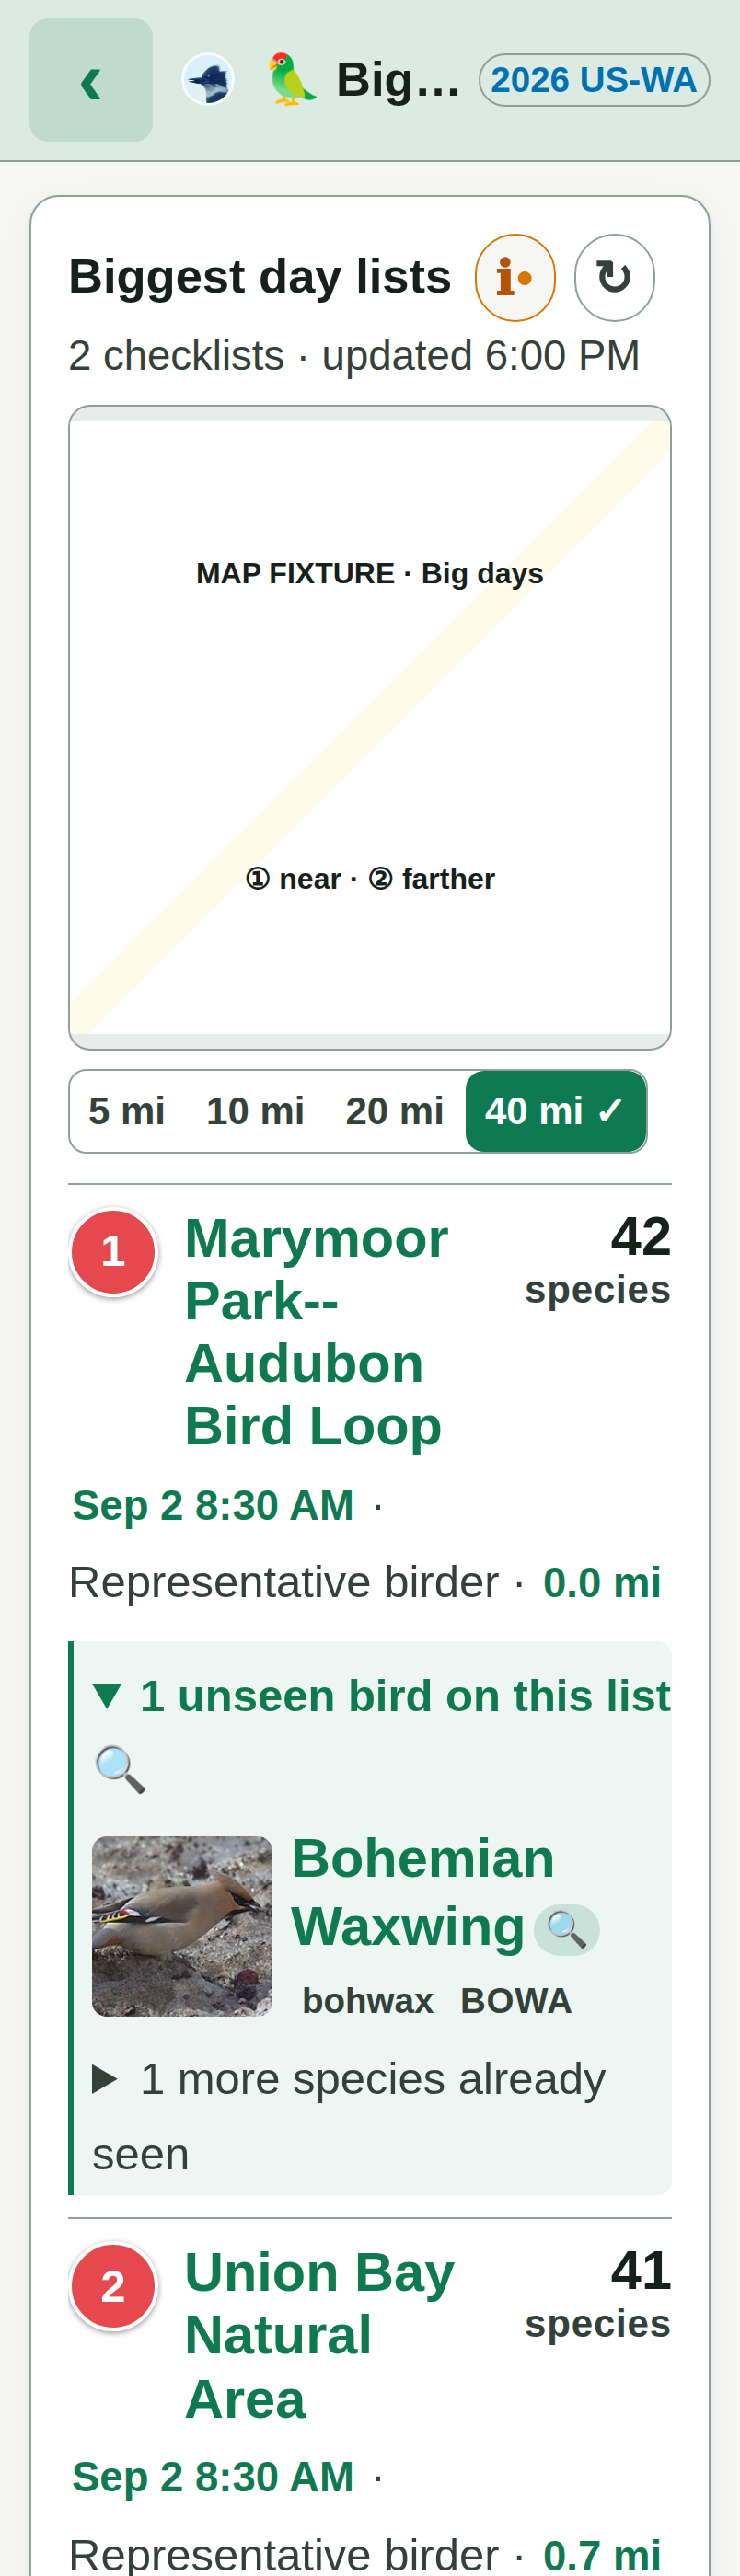 ‹ Big… 2026 US-WA
Biggest day lists i• ↻
2 checklists · updated 6:00 PM
MAP FIXTURE · Big days
① near · ② farther
5 mi 10 mi 20 mi 40 mi ✓
1 Marymoor 42
Park-- species
Audubon
Bird Loop
Sep 2 8:30 AM ·
Representative birder · 0.0 mi
▼ 1 unseen bird on this list
🔍
Bohemian
Waxwing 🔍
bohwax BOWA
▶ 1 more species already
seen
2 Union Bay 41
Natural species
Area
Sep 2 8:30 AM ·
Representative birder · 0.7 mi